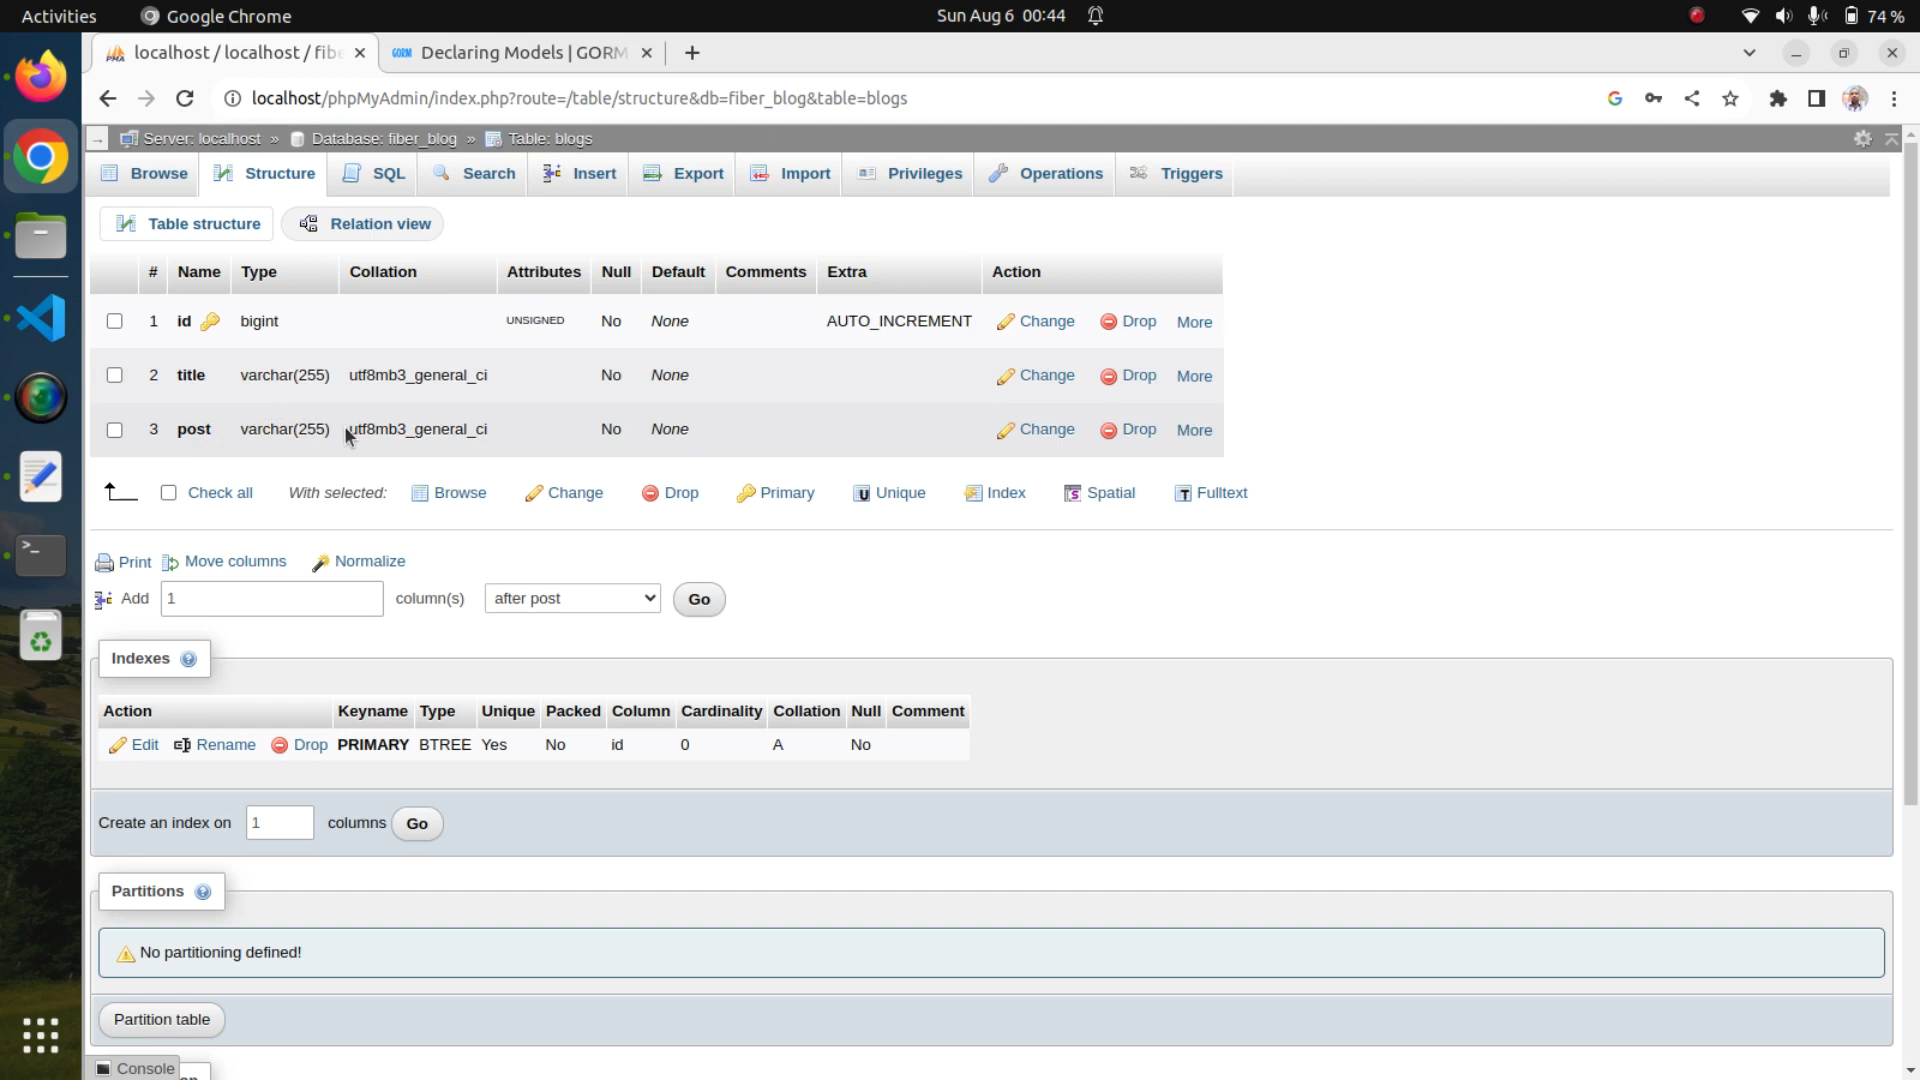 Activities Google Chrome Sun Aug 6 00:44 74 %
localhost / localhost / fibe Declaring Models | GORM
localhost/phpMyAdmin/index.php?route=/table/structure&db=fiber_blog&table=blogs
Server: localhost » Database: fiber_blog » Table: blogs
Browse Structure SQL Search Insert Export Import Privileges Operations Triggers
Table structure Relation view
# Name Type Collation Attributes Null Default Comments Extra Action
1 id bigint UNSIGNED No None AUTO_INCREMENT Change Drop More
2 title varchar(255) utf8mb3_general_ci No None Change Drop More
3 post varchar(255) utf8mb3_general_ci No None Change Drop More
Check all With selected: Browse Change Drop Primary Unique Index Spatial Fulltext
Print Move columns Normalize
Add 1 column(s) after post Go
Indexes
Action Keyname Type Unique Packed Column Cardinality Collation Null Comment
Edit Rename Drop PRIMARY BTREE Yes No id 0 A No
Create an index on 1 columns Go
Partitions
No partitioning defined!
Partition table
Console